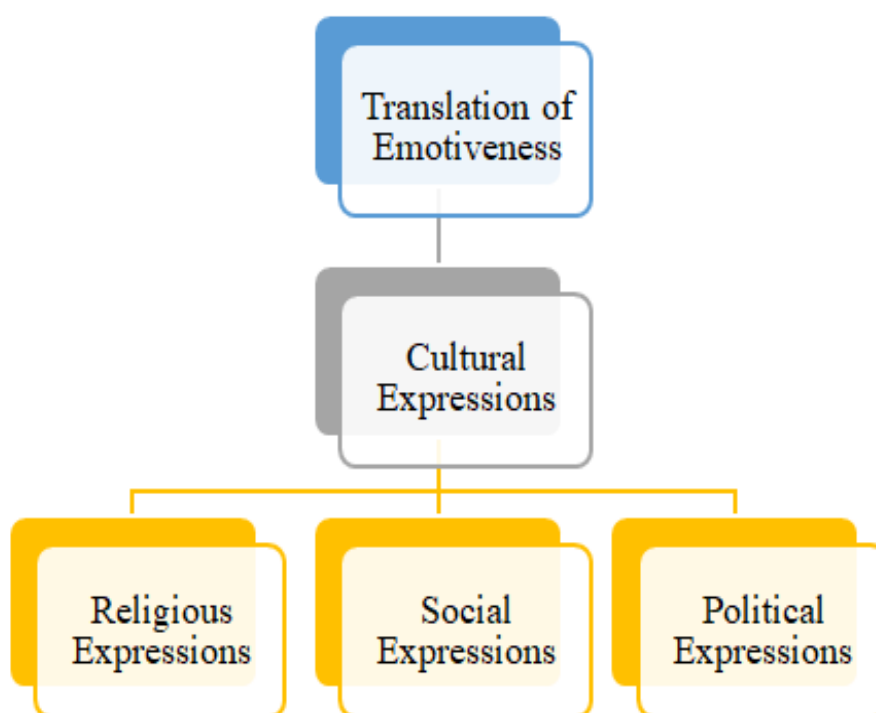 Translation of
Emotiveness
Cultural
Expressions
Religious
Expressions
Social
Expressions
Political
Expressions